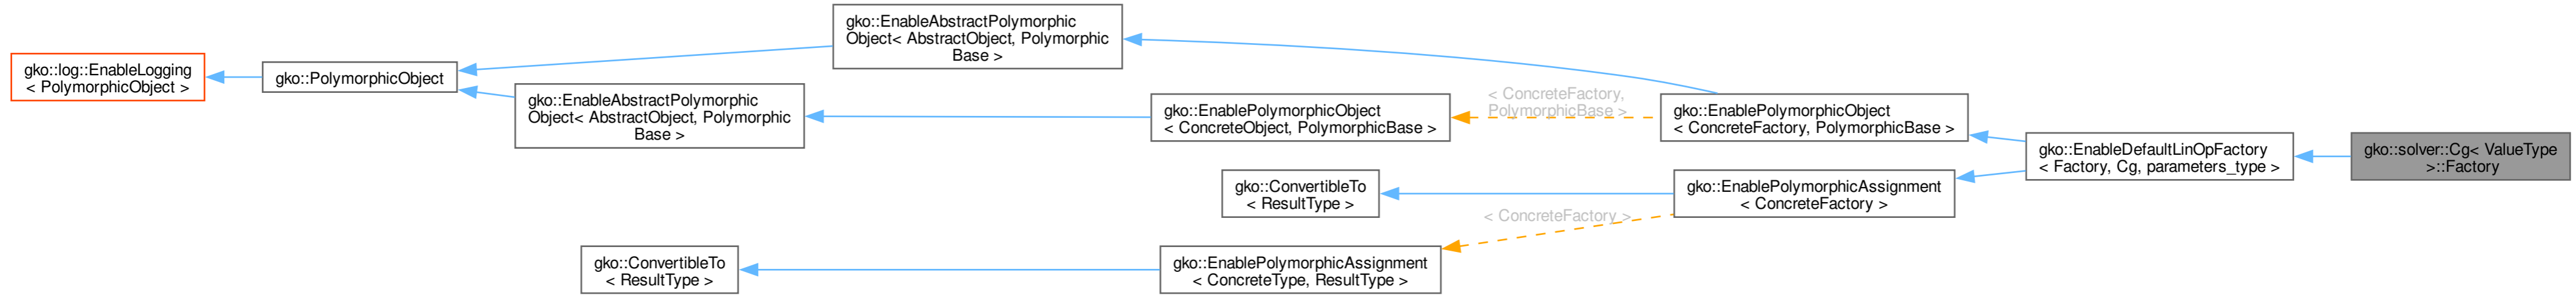 gko::log::EnableLogging
< PolymorphicObject >
gko::PolymorphicObject
gko::EnableAbstractPolymorphic
Object< AbstractObject, Polymorphic
Base >
gko::EnableAbstractPolymorphic
Object< AbstractObject, Polymorphic
Base >
gko::EnablePolymorphicObject
< ConcreteObject, PolymorphicBase >
< ConcreteFactory,
PolymorphicBase >
gko::EnablePolymorphicObject
< ConcreteFactory, PolymorphicBase >
gko::EnableDefaultLinOpFactory
< Factory, Cg, parameters_type >
gko::solver::Cg< ValueType
>::Factory
gko::ConvertibleTo
< ResultType >
gko::EnablePolymorphicAssignment
< ConcreteFactory >
< ConcreteFactory >
gko::ConvertibleTo
< ResultType >
gko::EnablePolymorphicAssignment
< ConcreteType, ResultType >